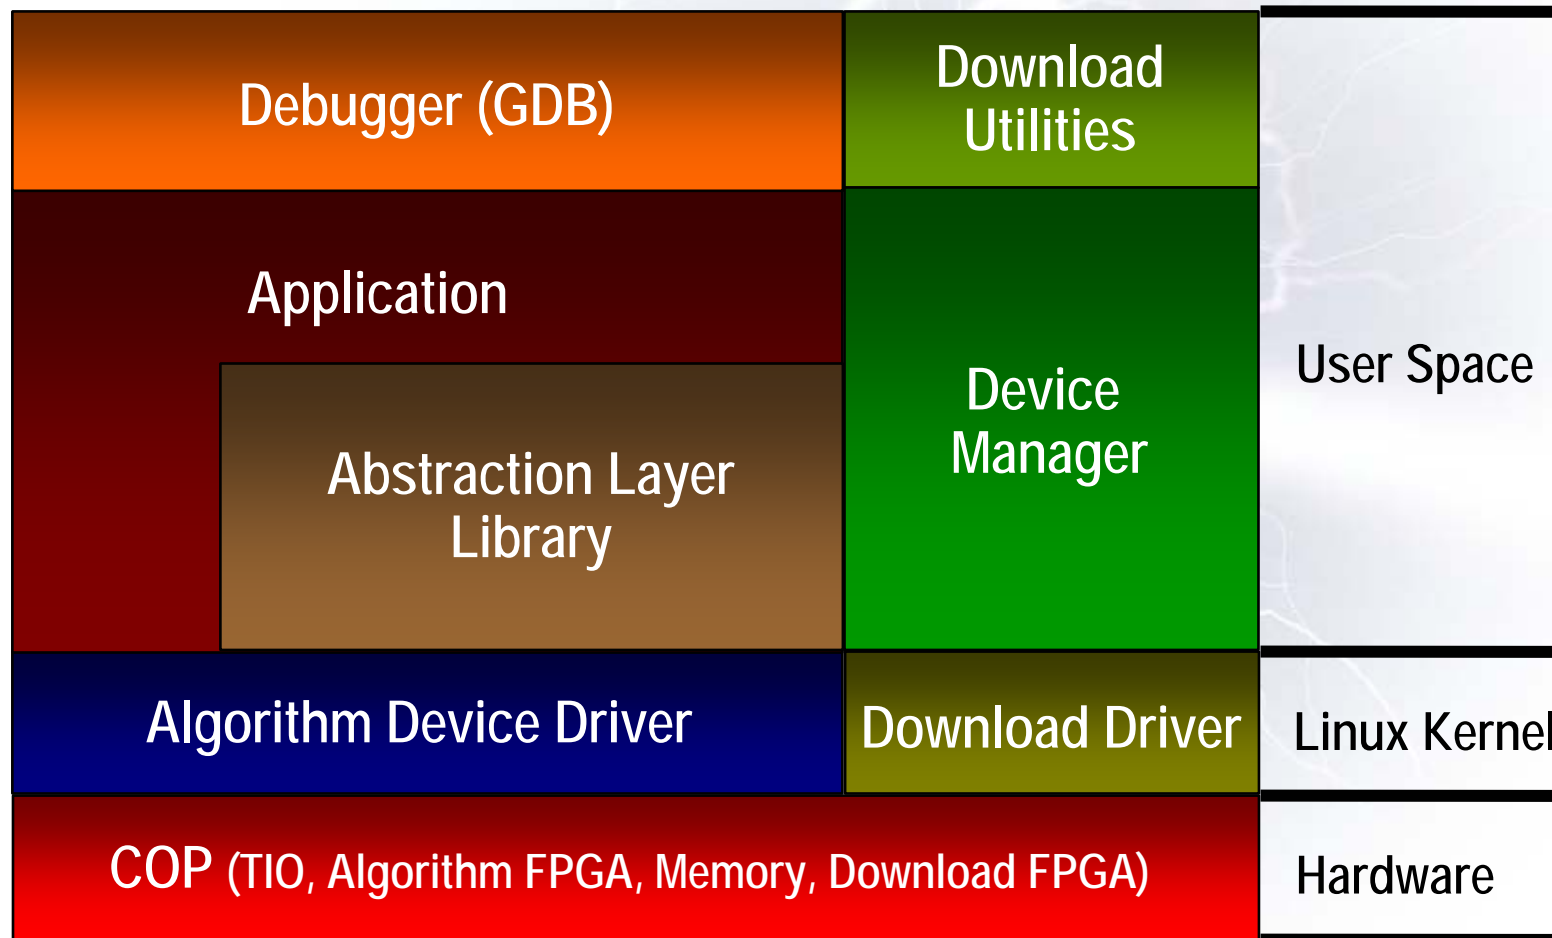 Debugger (GDB)
Download
Utilities
Application
Abstraction Layer
Library
Device
Manager
User Space
Algorithm Device Driver
Download Driver
Linux Kernel
COP (TIO, Algorithm FPGA, Memory, Download FPGA)
Hardware